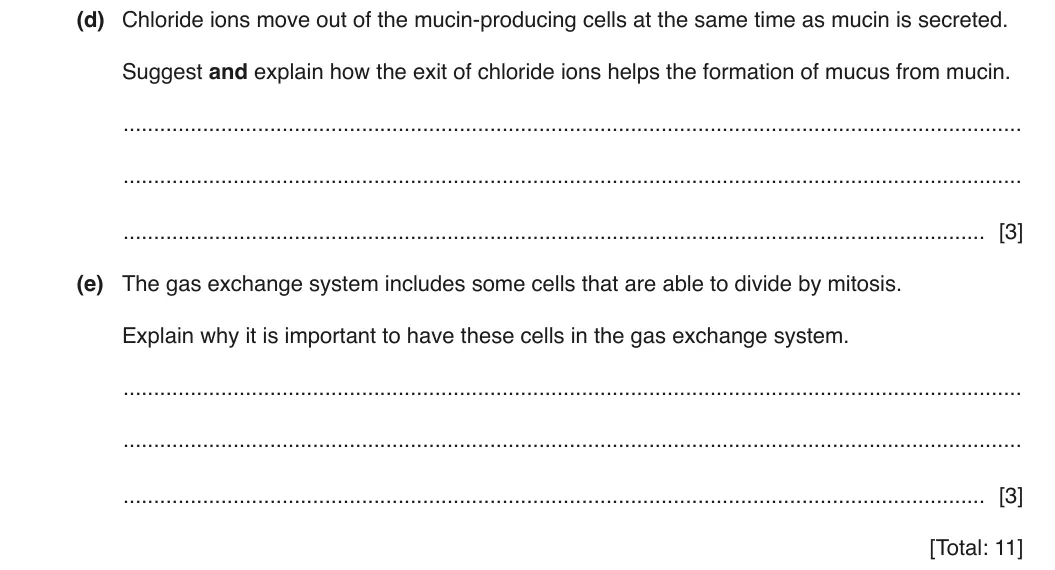 (d) Chloride ions move out of the mucin-producing cells at the same time as mucin is secreted.
Suggest and explain how the exit of chloride ions helps the formation of mucus from mucin.
....................................................................................................................................................
....................................................................................................................................................
.............................................................................................................................................. [3]
(e) The gas exchange system includes some cells that are able to divide by mitosis.
Explain why it is important to have these cells in the gas exchange system.
....................................................................................................................................................
....................................................................................................................................................
.............................................................................................................................................. [3]
[Total: 11]